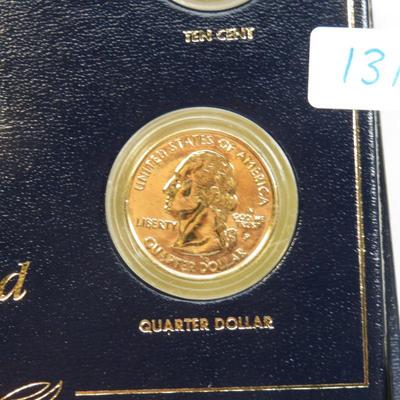 TEN CENT
131
UNITED STATES OF AMERICA
LIBERTY
IN
GOD WE
TRUST
P
QUARTER DOLLAR
QUARTER DOLLAR